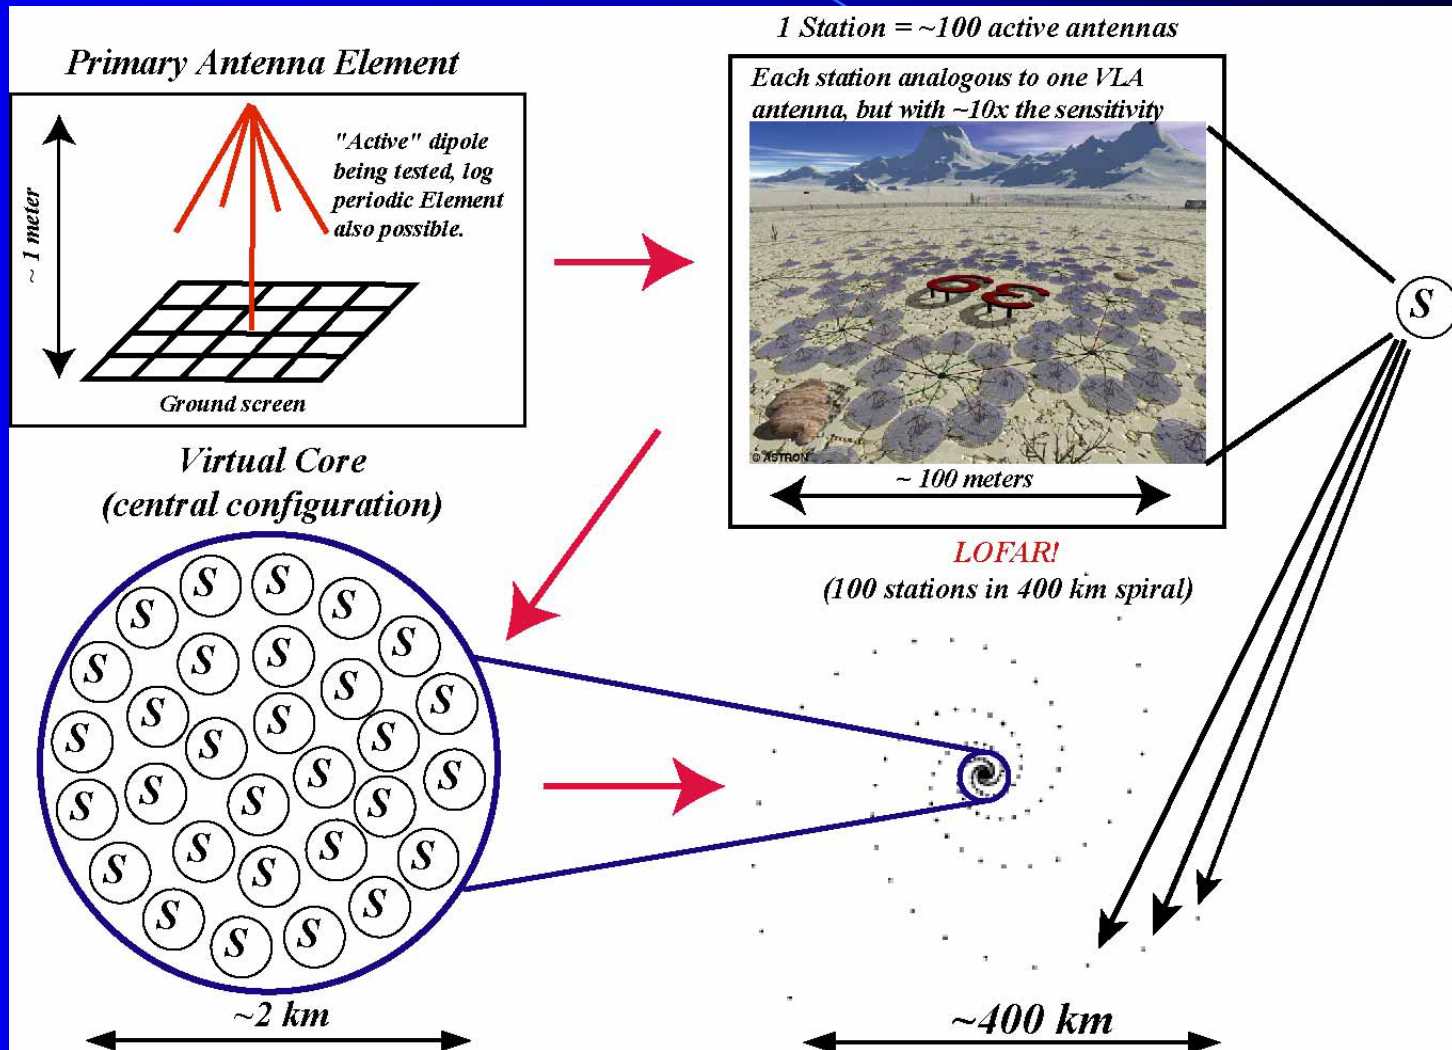 Primary Antenna Element
~ 1 meter
"Active" dipole
being tested, log
periodic Element
also possible.
Ground screen
1 Station = ~100 active antennas
Each station analogous to one VLA
antenna, but with ~10x the sensitivity
© ASTRON
~ 100 meters
S
Virtual Core
(central configuration)
S S
S S
S S S S
S S S
S S S
S S S S
S S S S
S S S S
S S S
S S
~2 km
LOFAR!
(100 stations in 400 km spiral)
~400 km